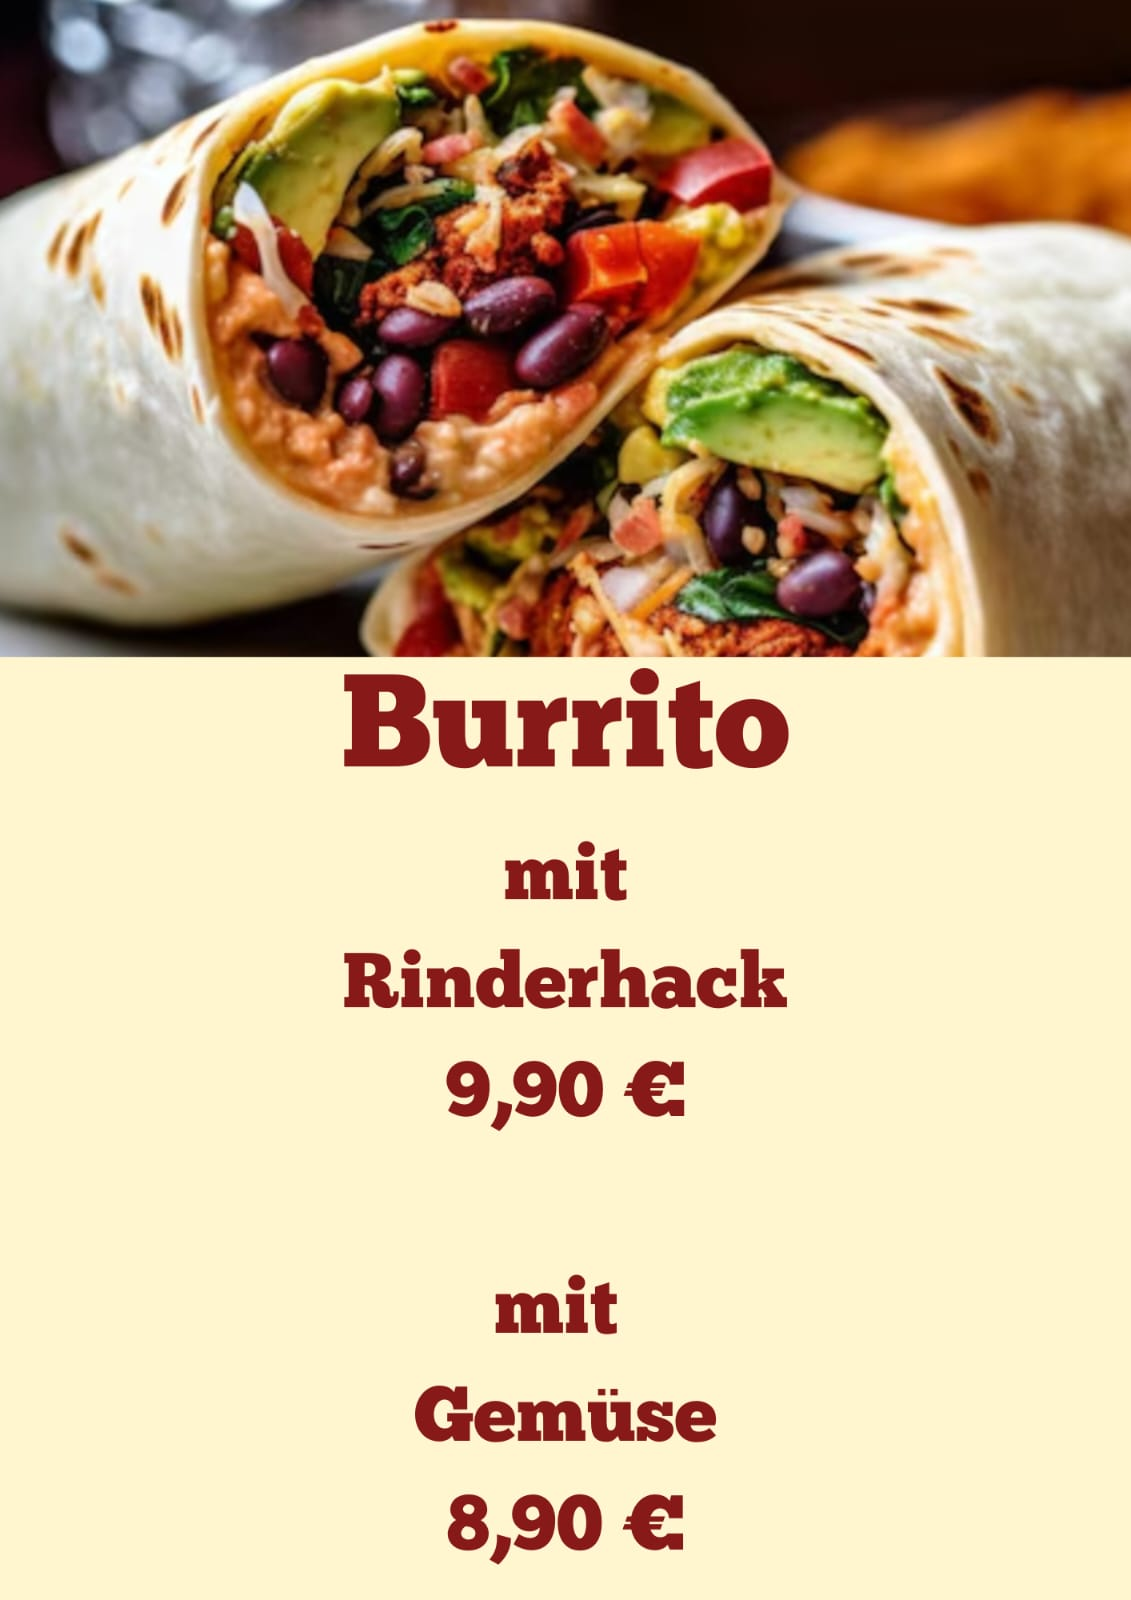 Burrito
mit
Rinderhack
9,90 €
mit
Gemüse
8,90 €